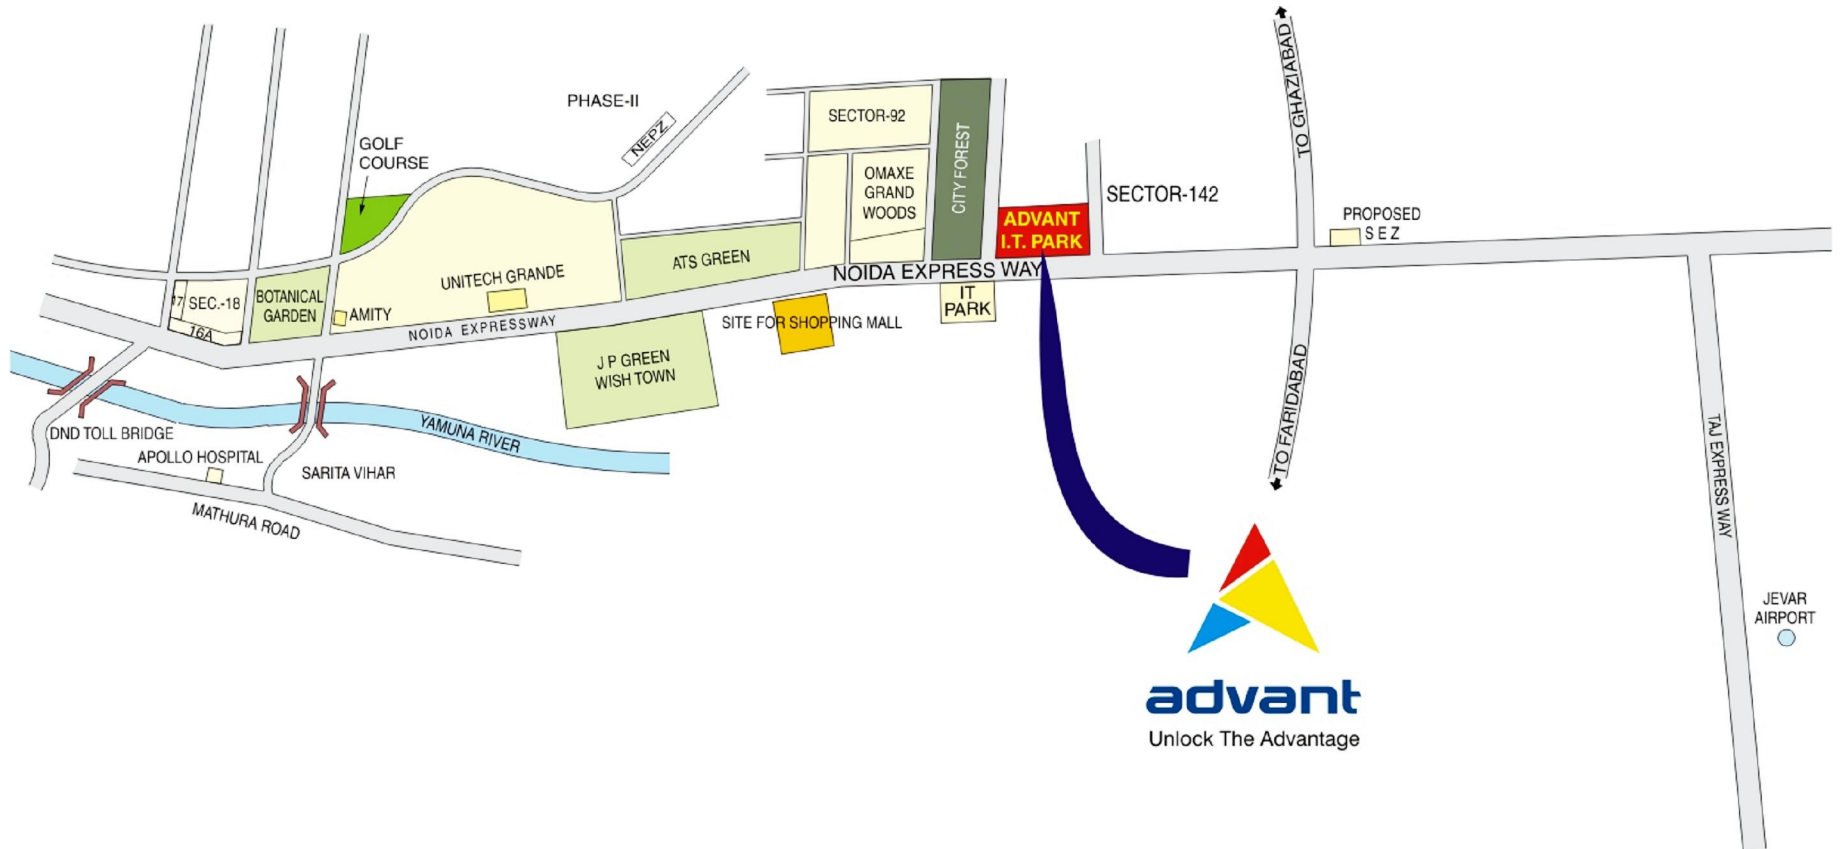 PHASE-II
NEPZ
GOLF
COURSE
SECTOR-92
OMAXE
GRAND
WOODS
CITY FOREST
ADVANT
I.T. PARK
SECTOR-142
TO GHAZIABAD
PROPOSED
S E Z
ATS GREEN
UNITECH GRANDE
NOIDA EXPRESS WAY
17
SEC.-18
16A
BOTANICAL
GARDEN
AMITY
NOIDA EXPRESSWAY
SITE FOR SHOPPING MALL
IT
PARK
J P GREEN
WISH TOWN
TO FARIDABAD
YAMUNA RIVER
DND TOLL BRIDGE
APOLLO HOSPITAL
SARITA VIHAR
MATHURA ROAD
TAJ EXPRESS WAY
JEVAR
AIRPORT
advant
Unlock The Advantage